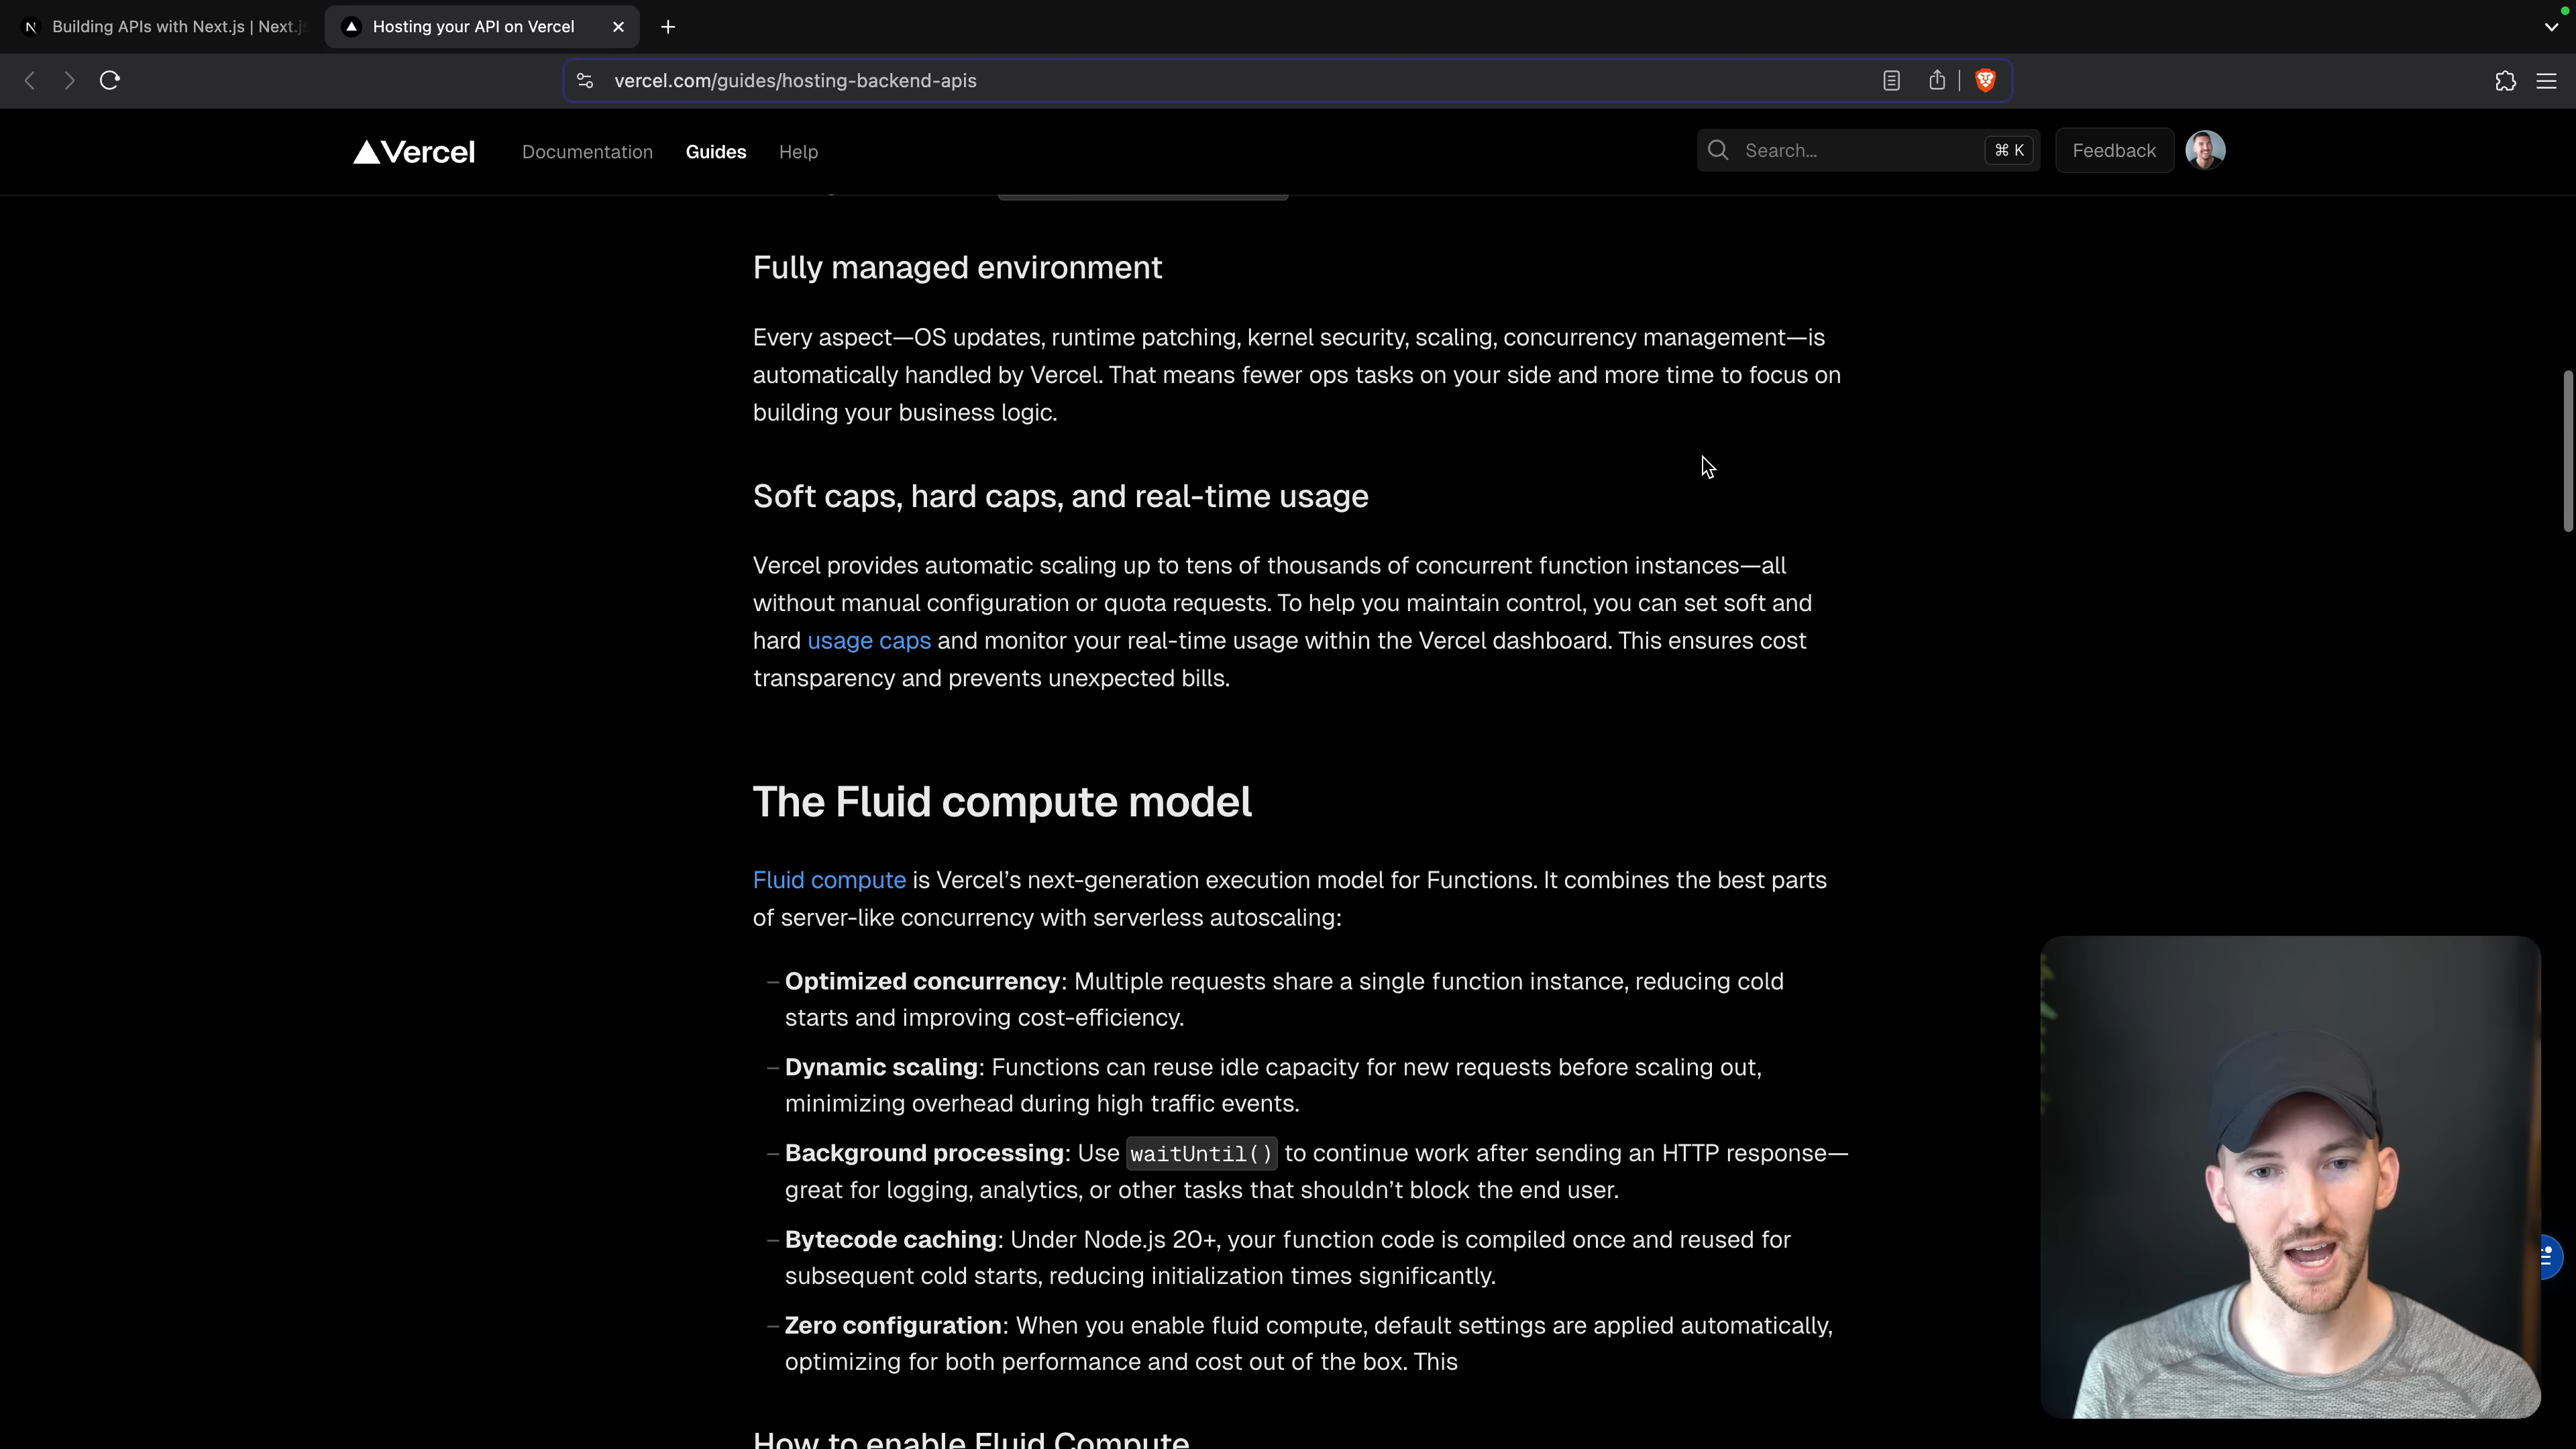 Building APIs with Next.js | Next.js
Hosting your API on Vercel
vercel.com/guides/hosting-backend-apis
Vercel
Documentation
Guides
Help
Search...
⌘ K
Feedback
Fully managed environment
Every aspect—OS updates, runtime patching, kernel security, scaling, concurrency management—is
automatically handled by Vercel. That means fewer ops tasks on your side and more time to focus on
building your business logic.
Soft caps, hard caps, and real-time usage
Vercel provides automatic scaling up to tens of thousands of concurrent function instances—all
without manual configuration or quota requests. To help you maintain control, you can set soft and
hard usage caps and monitor your real-time usage within the Vercel dashboard. This ensures cost
transparency and prevents unexpected bills.
The Fluid compute model
Fluid compute is Vercel’s next-generation execution model for Functions. It combines the best parts
of server-like concurrency with serverless autoscaling:
– Optimized concurrency: Multiple requests share a single function instance, reducing cold
starts and improving cost-efficiency.
– Dynamic scaling: Functions can reuse idle capacity for new requests before scaling out,
minimizing overhead during high traffic events.
– Background processing: Use waitUntil() to continue work after sending an HTTP response—
great for logging, analytics, or other tasks that shouldn’t block the end user.
– Bytecode caching: Under Node.js 20+, your function code is compiled once and reused for
subsequent cold starts, reducing initialization times significantly.
– Zero configuration: When you enable fluid compute, default settings are applied automatically,
optimizing for both performance and cost out of the box. This
How to enable Fluid Compute